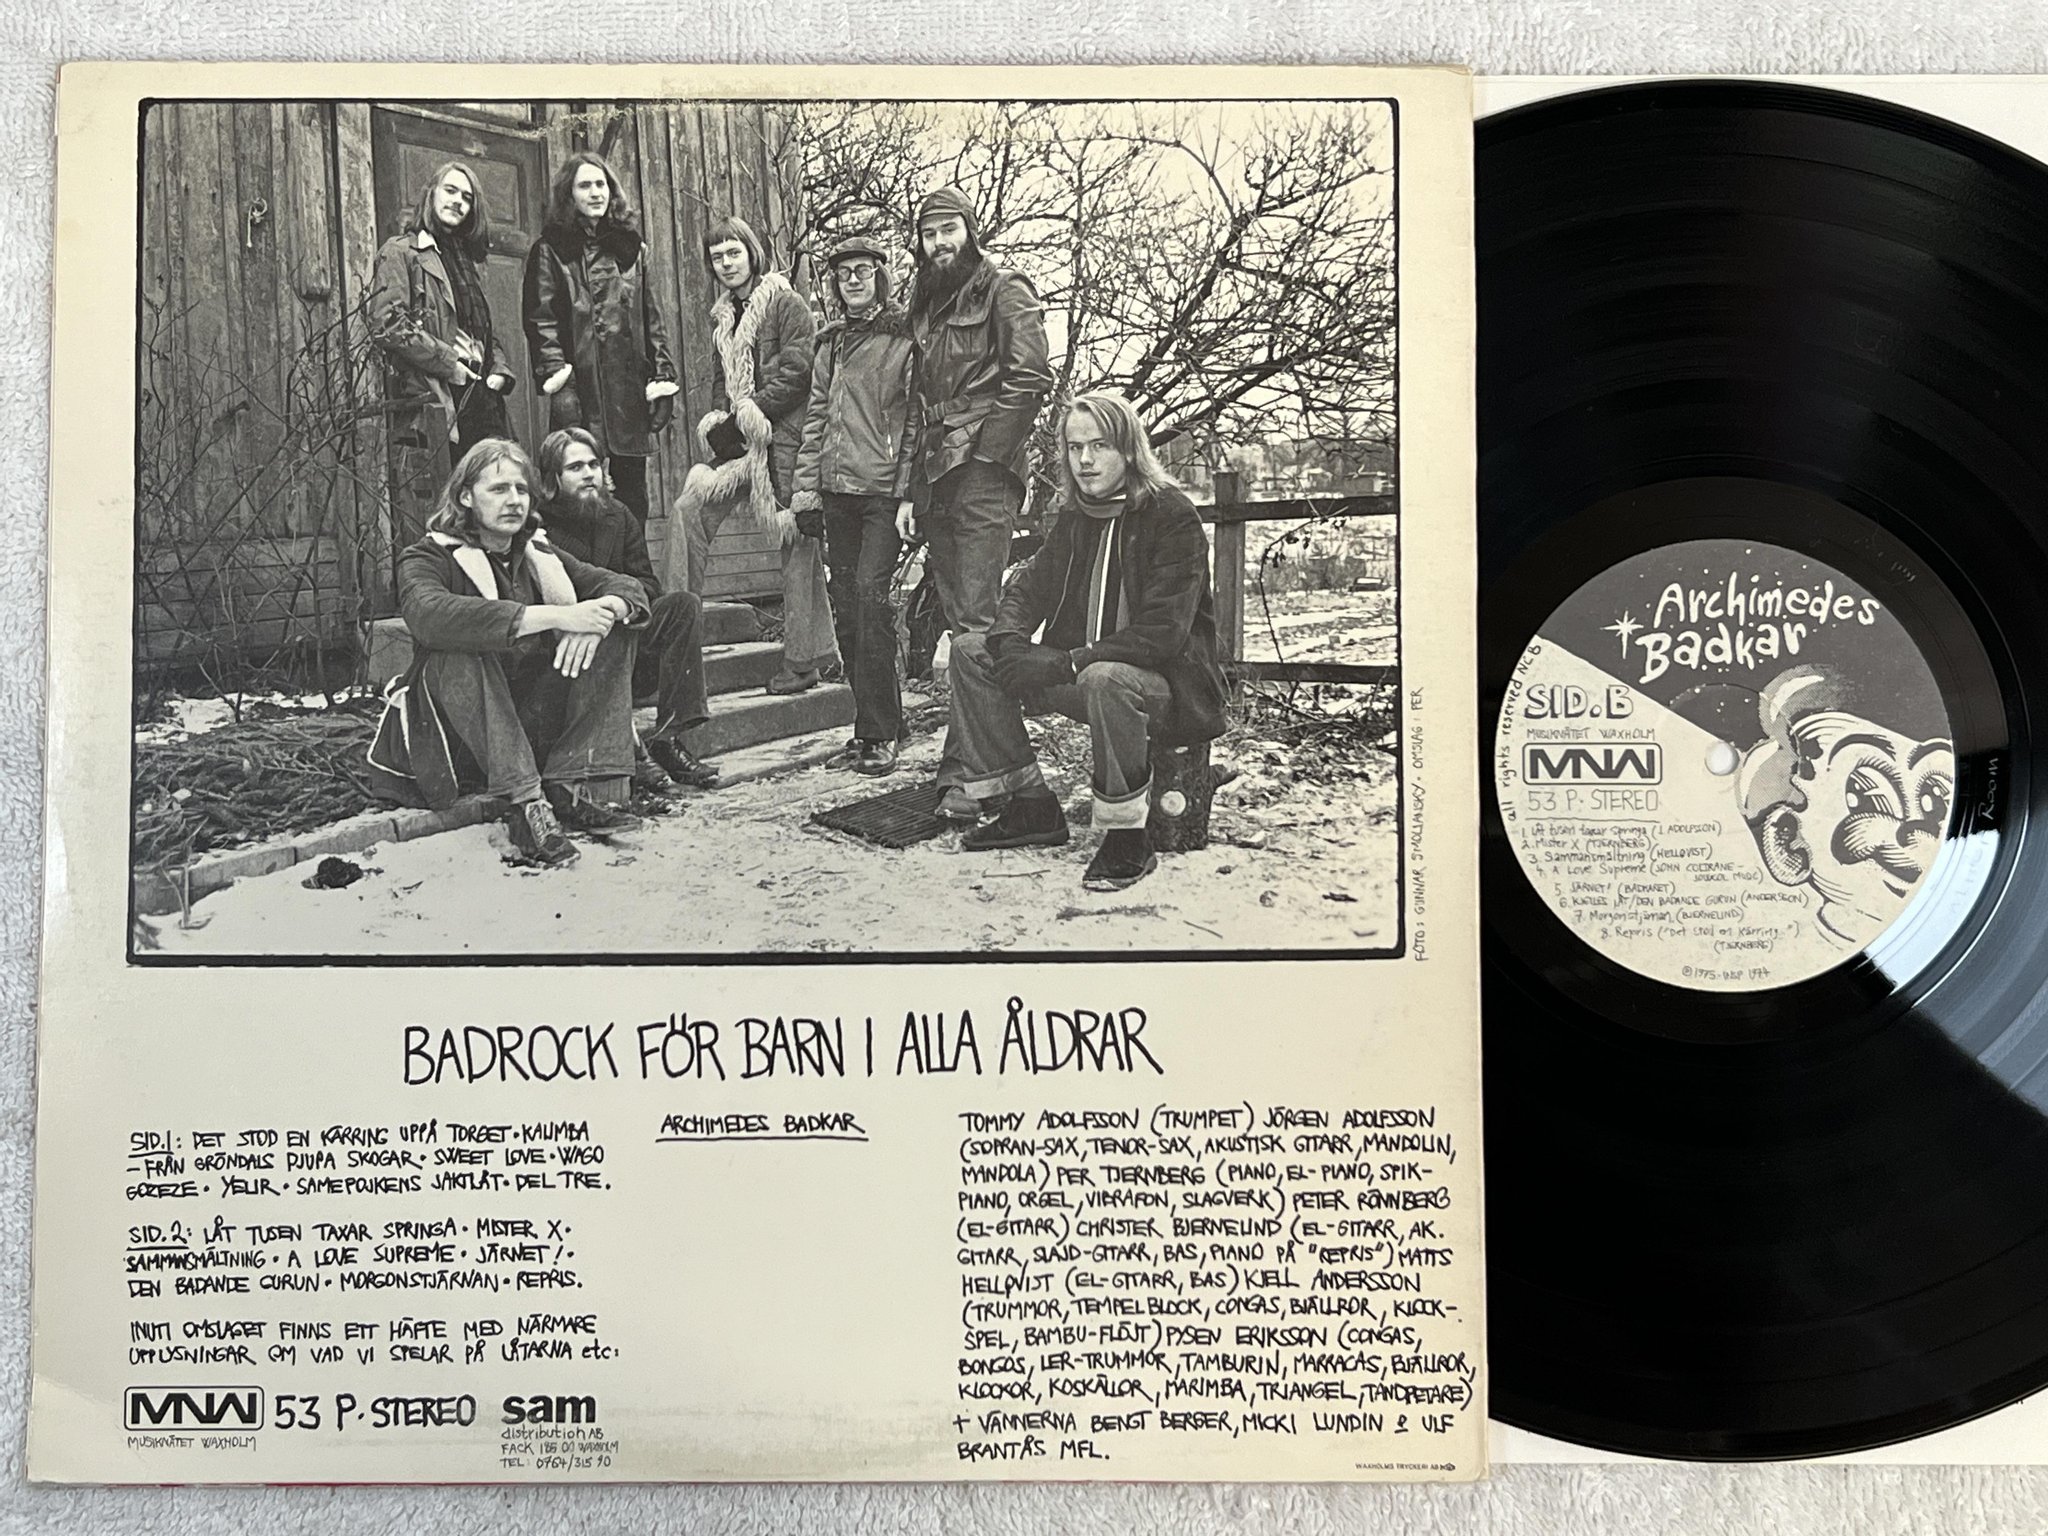 FOTO: GUNNAR SMOLIANSKY · OMSLAG: PER
BADROCK FÖR BARN I ALLA ÅLDRAR
SID.1: DET STOD EN KÄRRING UPPÅ TORGET · KALIMBA
– FRÅN GRÖNDALS DJUPA SKOGAR · SWEET LOVE · WAGO
GOZEZE · YELIR · SAMEPOJKENS JAKTLÅT · DEL TRE.
SID.2: LÅT TUSEN TAXAR SPRINGA · MISTER X ·
SAMMANSMÄLTNING · A LOVE SUPREME · JÄRNET! ·
DEN BADANDE GURUN · MORGONSTJÄRNAN · REPRIS.
INUTI OMSLAGET FINNS ETT HÄFTE MED NÄRMARE
UPPLYSNINGAR OM VAD VI SPELAR PÅ LÅTARNA etc:
MNW 53 P · STEREO
MUSIKNÄTET WAXHOLM
sam
distribution AB
FACK 185 00 WAXHOLM
TEL: 0764/315 90
ARCHIMEDES BADKAR
TOMMY ADOLFSSON (TRUMPET) JÖRGEN ADOLFSSON
(SOPRAN-SAX, TENOR-SAX, AKUSTISK GITARR, MANDOLIN,
MANDOLA) PER TJERNBERG (PIANO, EL-PIANO, SPIK-
PIANO, ORGEL, VIBRAFON, SLAGVERK) PETER RÖNNBERG
(EL-GITARR) CHRISTER BJERNELIND (EL-GITARR, AK.
GITARR, SLAJD-GITARR, BAS, PIANO PÅ "REPRIS") MATTS
HELLQVIST (EL-GITARR, BAS) KJELL ANDERSSON
(TRUMMOR, TEMPELBLOCK, CONGAS, BJÄLLROR, KLOCK-
SPEL, BAMBU-FLÖJT) PYSEN ERIKSSON (CONGAS,
BONGOS, LER-TRUMMOR, TAMBURIN, MARRACAS, BJÄLLROR,
KLOCKOR, KOSKÄLLOR, MARIMBA, TRIANGEL, TANDPETARE)
+ VÄNNERNA BENGT BERGER, MICKI LUNDIN & ULF
BRANTÅS MFL.
WAXHOLMS TRYCKERI AB
Archimedes
Badkar
all rights reserved NCB
SID.B
MUSIKNÄTET WAXHOLM
MNW
53 P · STEREO
1. Låt tusen taxar springa (J. ADOLFSSON)
2. Mister X (TJERNBERG)
3. Sammansmältning (HELLQVIST)
4. A Love Supreme (JOHN COLTRANE –
JOWCOL MUSIC)
5. JÄRNET! (BADKARET)
6. KJELLES LÅT/DEN BADANDE GURUN (ANDERSSON)
7. Morgonstjärnan (BJERNELIND)
8. Repris ("Det stod en kärring...")
(TJERNBERG)
℗ 1975
Room